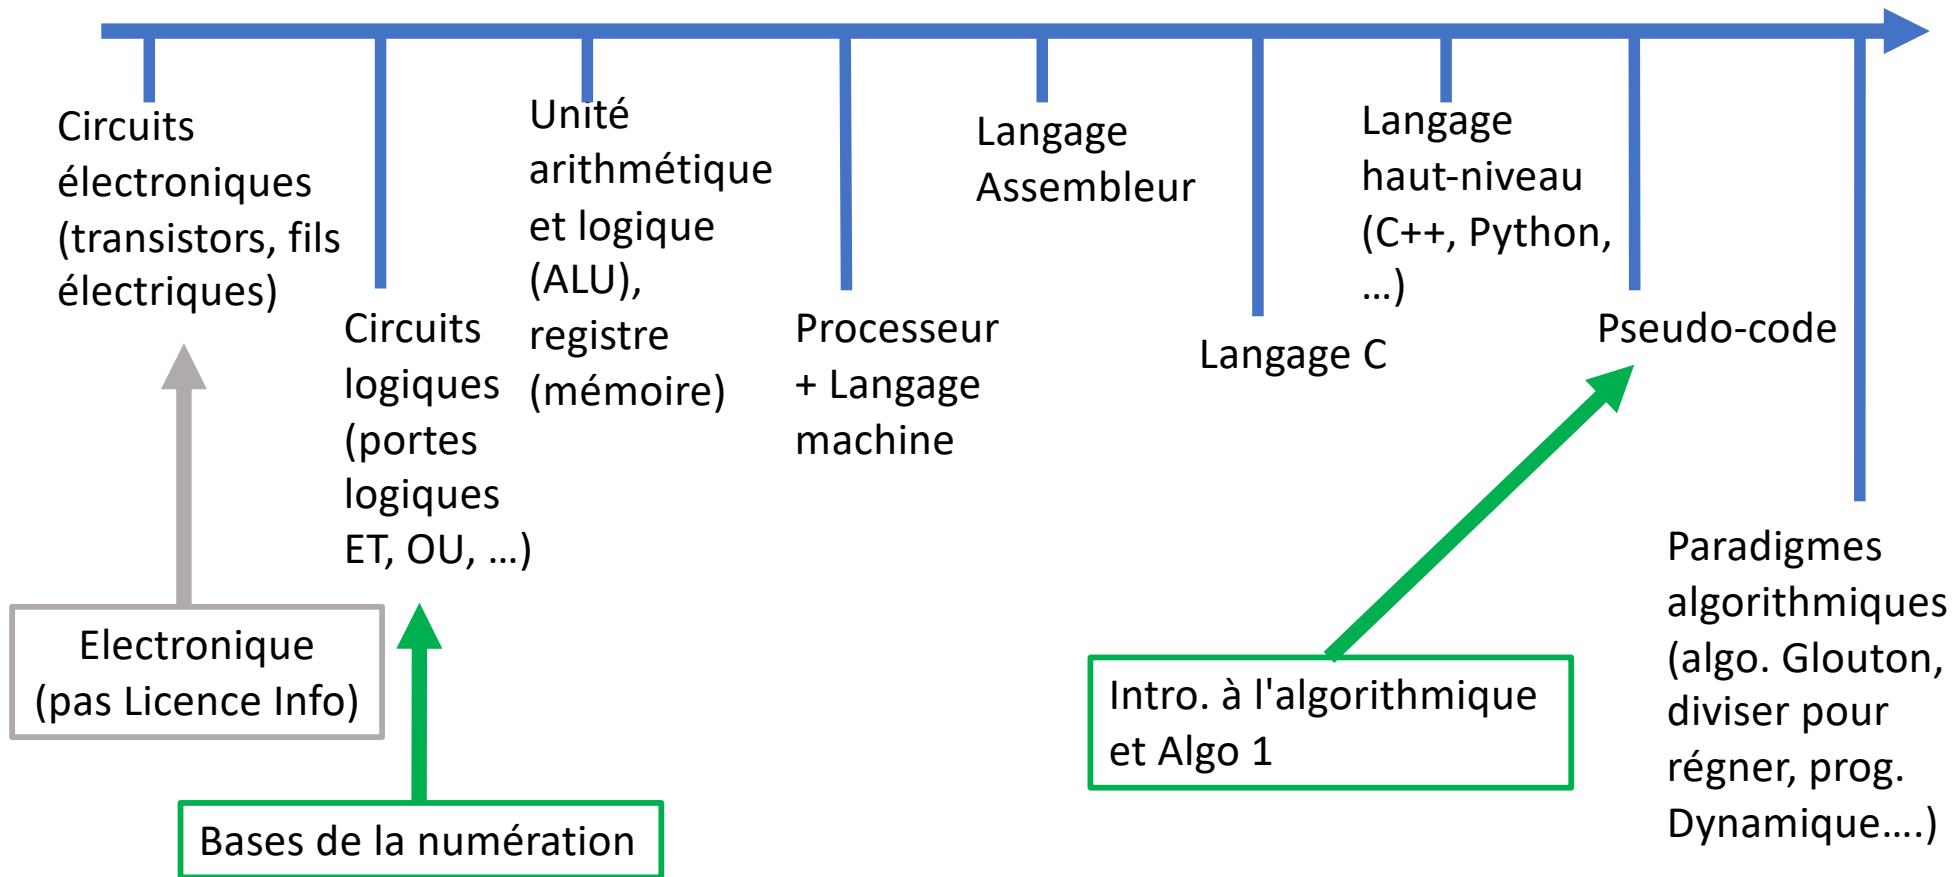 Circuits
électroniques
(transistors, fils
électriques)
Circuits
logiques
(portes
logiques
ET, OU, ...)
Unité
arithmétique
et logique
(ALU),
registre
(mémoire)
Processeur
+ Langage
machine
Langage
Assembleur
Langage C
Langage
haut-niveau
(C++, Python,
...)
Pseudo-code
Paradigmes
algorithmiques
(algo. Glouton,
diviser pour
régner, prog.
Dynamique....)
Electronique
(pas Licence Info)
Bases de la numération
Intro. à l'algorithmique
et Algo 1